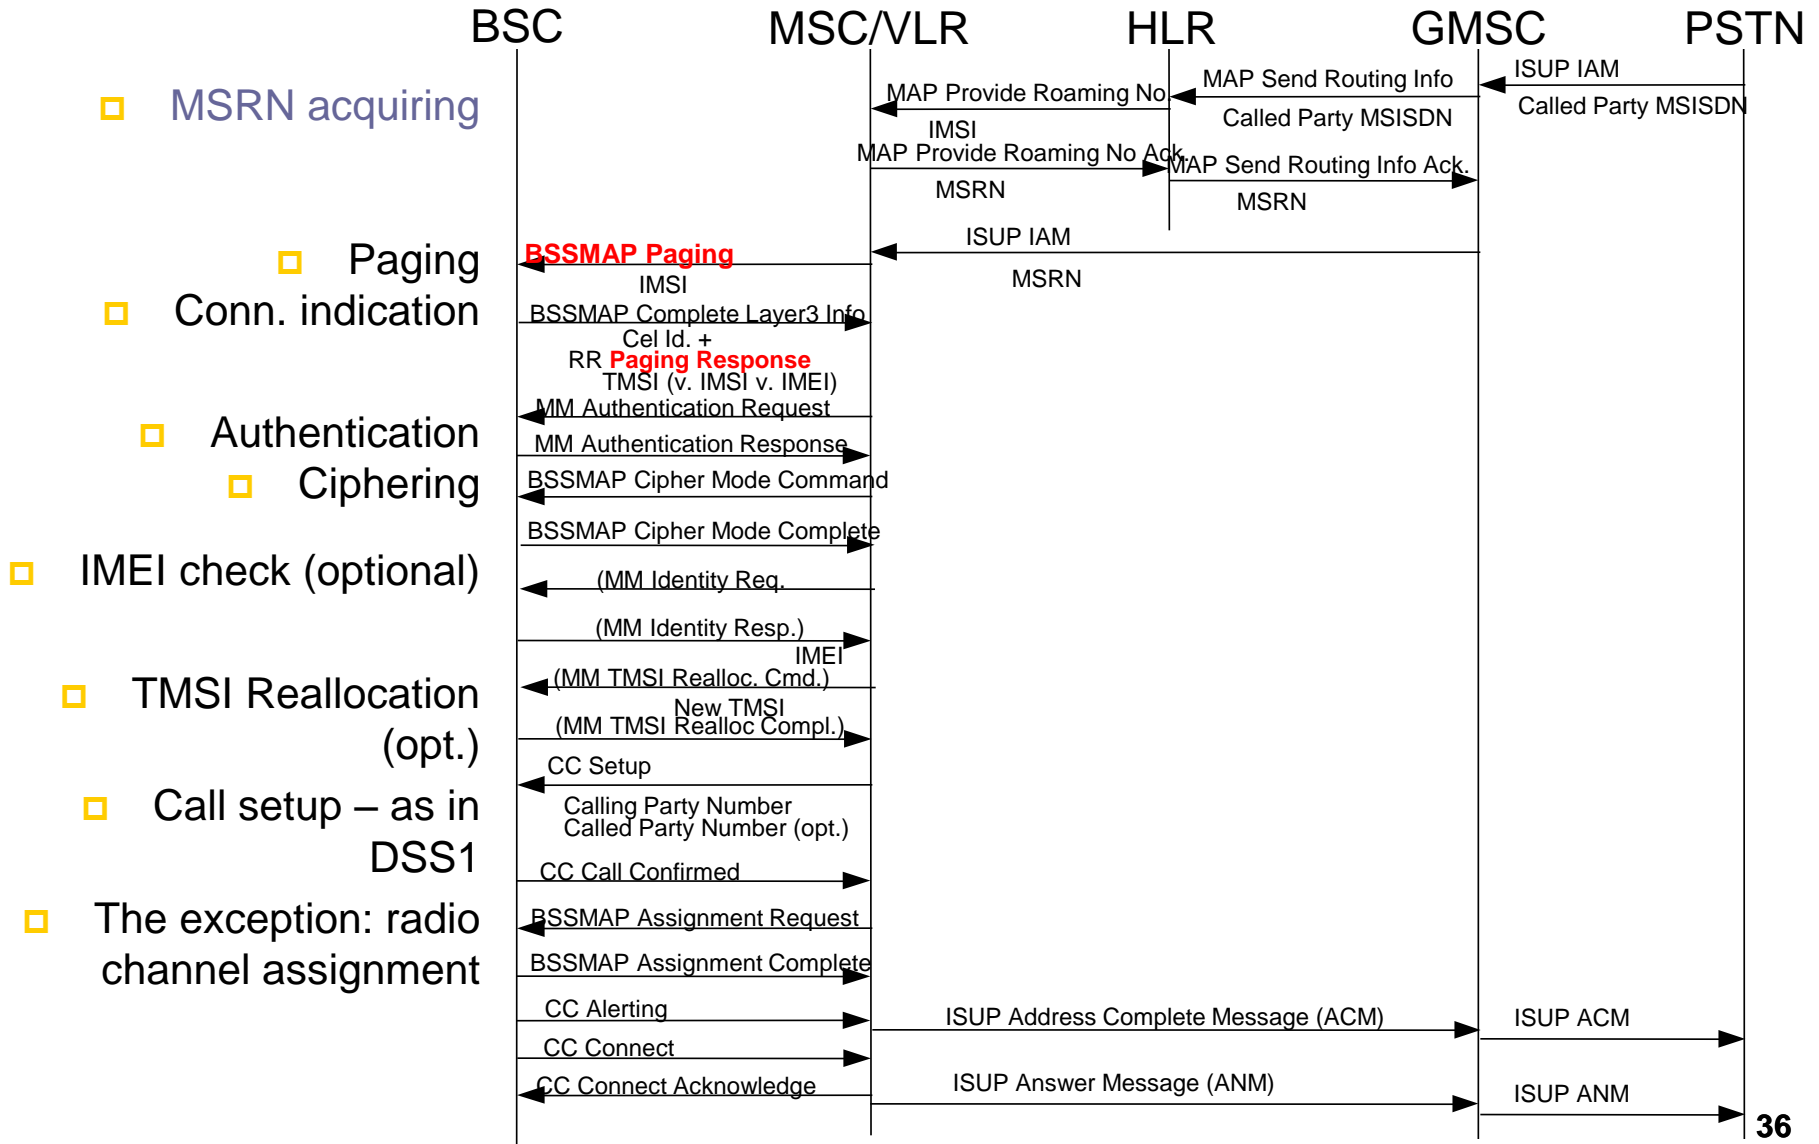 BSC MSC/VLR HLR GMSC PSTN
ISUP IAM
MAP Send Routing Info
MAP Provide Roaming No.
MSRN acquiring
Called Party MSISDN
Called Party MSISDN
IMSI
MAP Provide Roaming No Ack.
MAP Send Routing Info Ack.
MSRN
MSRN
ISUP IAM
Paging
BSSMAP Paging
MSRN
IMSI
Conn. indication
BSSMAP Complete Layer3 Info
Cel Id. +
RR Paging Response
TMSI (v. IMSI v. IMEI)
MM Authentication Request
Authentication
MM Authentication Response
Ciphering
BSSMAP Cipher Mode Command
BSSMAP Cipher Mode Complete
IMEI check (optional)
(MM Identity Req.
(MM Identity Resp.)
IMEI
(MM TMSI Realloc. Cmd.)
TMSI Reallocation
(opt.)
New TMSI
(MM TMSI Realloc Compl.)
CC Setup
Call setup – as in
DSS1
Calling Party Number
Called Party Number (opt.)
CC Call Confirmed
The exception: radio
channel assignment
BSSMAP Assignment Request
BSSMAP Assignment Complete
CC Alerting
ISUP Address Complete Message (ACM)
ISUP ACM
CC Connect
CC Connect Acknowledge
ISUP Answer Message (ANM)
ISUP ANM
36